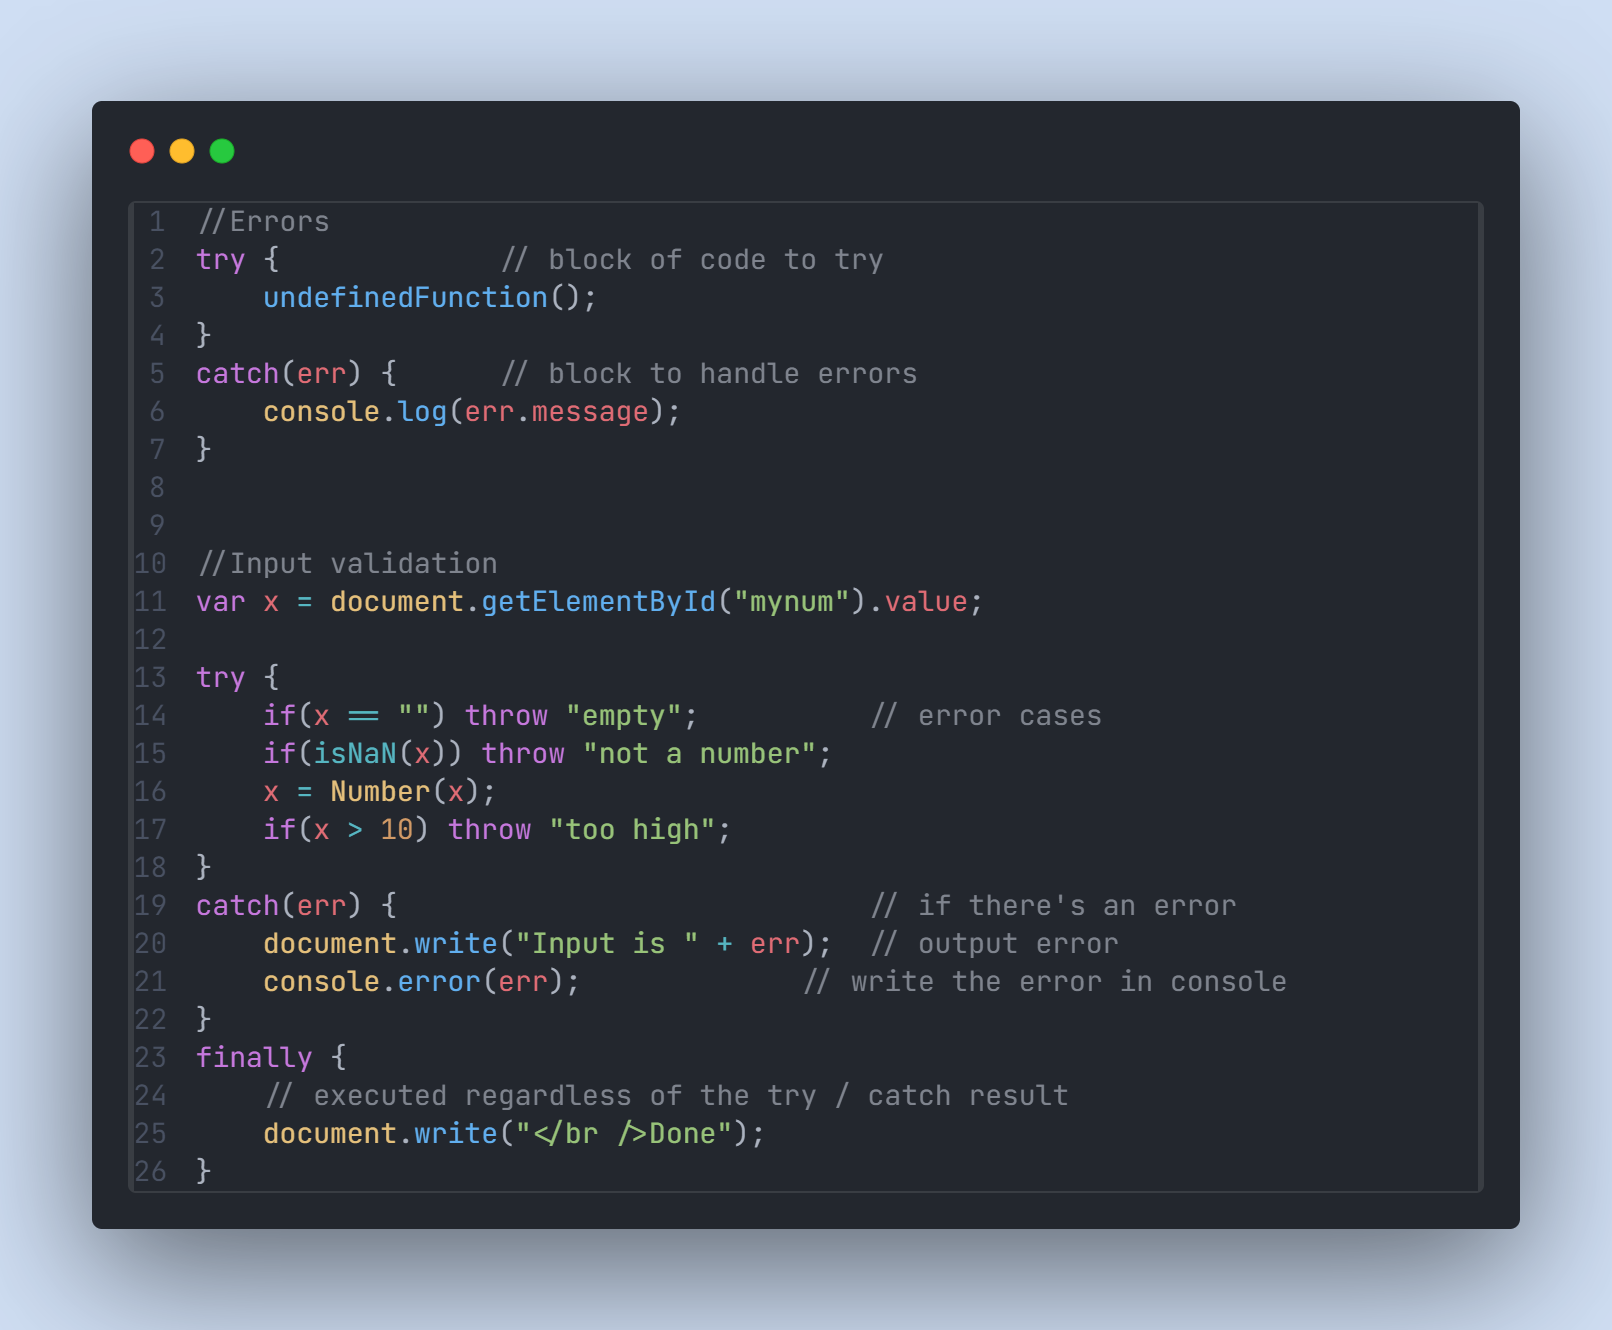 1 //Errors
2 try {             // block of code to try
3     undefinedFunction();
4 }
5 catch(err) {      // block to handle errors
6     console.log(err.message);
7 }
8
9
10 //Input validation
11 var x = document.getElementById("mynum").value;
12
13 try {
14     if(x == "") throw "empty";          // error cases
15     if(isNaN(x)) throw "not a number";
16     x = Number(x);
17     if(x > 10) throw "too high";
18 }
19 catch(err) {                            // if there's an error
20     document.write("Input is " + err);  // output error
21     console.error(err);             // write the error in console
22 }
23 finally {
24     // executed regardless of the try / catch result
25     document.write("</br />Done");
26 }